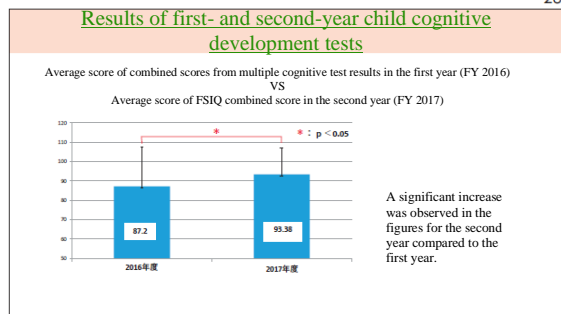 Results of first- and second-year child cognitive
development tests
Average score of combined scores from multiple cognitive test results in the first year (FY 2016)
VS
Average score of FSIQ combined score in the second year (FY 2017)
120
110
100
90
80
70
60
50
*
*： p＜0.05
87.2
93.38
2016年度
2017年度
A significant increase
was observed in the
figures for the second
year compared to the
first year.